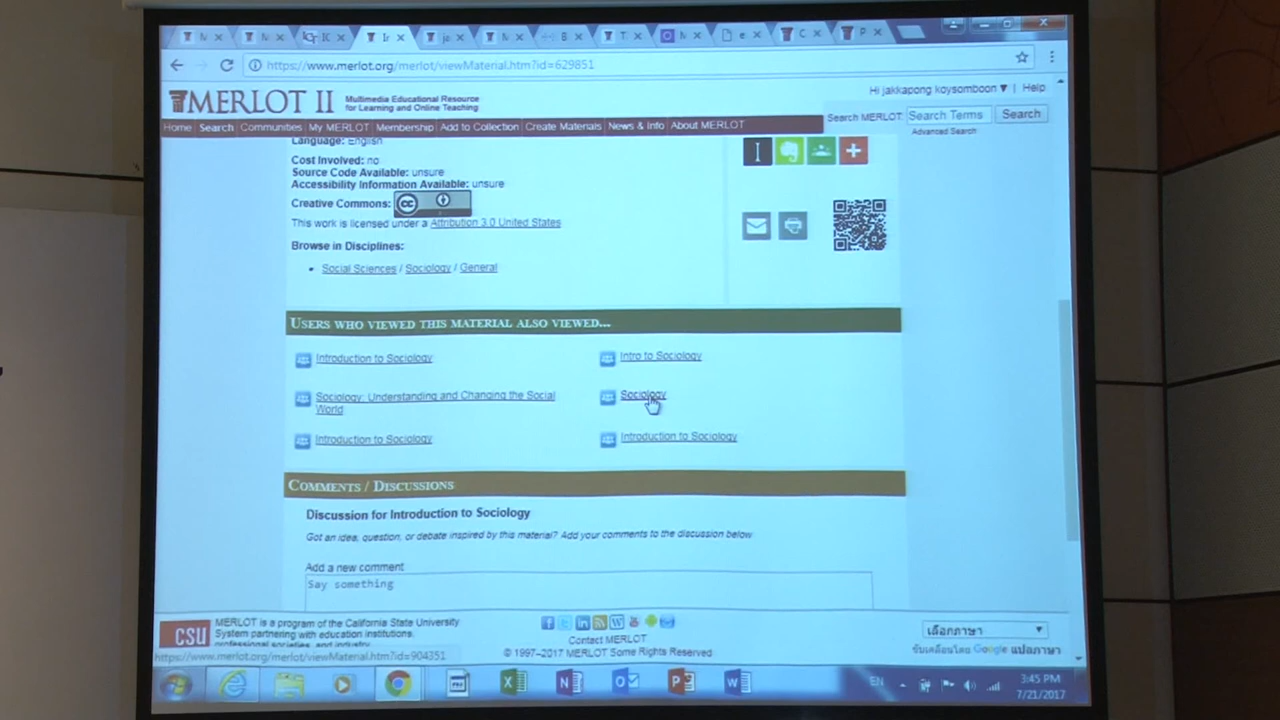 https://www.merlot.org/merlot/viewMaterial.htm?id=629851
MERLOT II
Multimedia Educational Resource
for Learning and Online Teaching
Hi jakkapong koysomboon ▼ | Help
Home Search Communities My MERLOT Membership Add to Collection Create Materials News & Info About MERLOT
Search MERLOT: Search Terms Search
Advanced Search
Language: English
Cost Involved: no
Source Code Available: unsure
Accessibility Information Available: unsure
Creative Commons: cc
This work is licensed under a Attribution 3.0 United States
Browse in Disciplines:
• Social Sciences / Sociology / General
USERS WHO VIEWED THIS MATERIAL ALSO VIEWED...
Introduction to Sociology
Intro to Sociology
Sociology: Understanding and Changing the Social
World
Sociology
Introduction to Sociology
Introduction to Sociology
COMMENTS / DISCUSSIONS
Discussion for Introduction to Sociology
Got an idea, question, or debate inspired by this material? Add your comments to the discussion below
Add a new comment
Say something
CSU
MERLOT is a program of the California State University
System partnering with education institutions,
professional societies, and industry
Contact MERLOT
© 1997–2017 MERLOT Some Rights Reserved
เลือกภาษา
ขับเคลื่อนโดย Google แปลภาษา
https://www.merlot.org/merlot/viewMaterial.htm?id=904351
EN
3:45 PM
7/21/2017